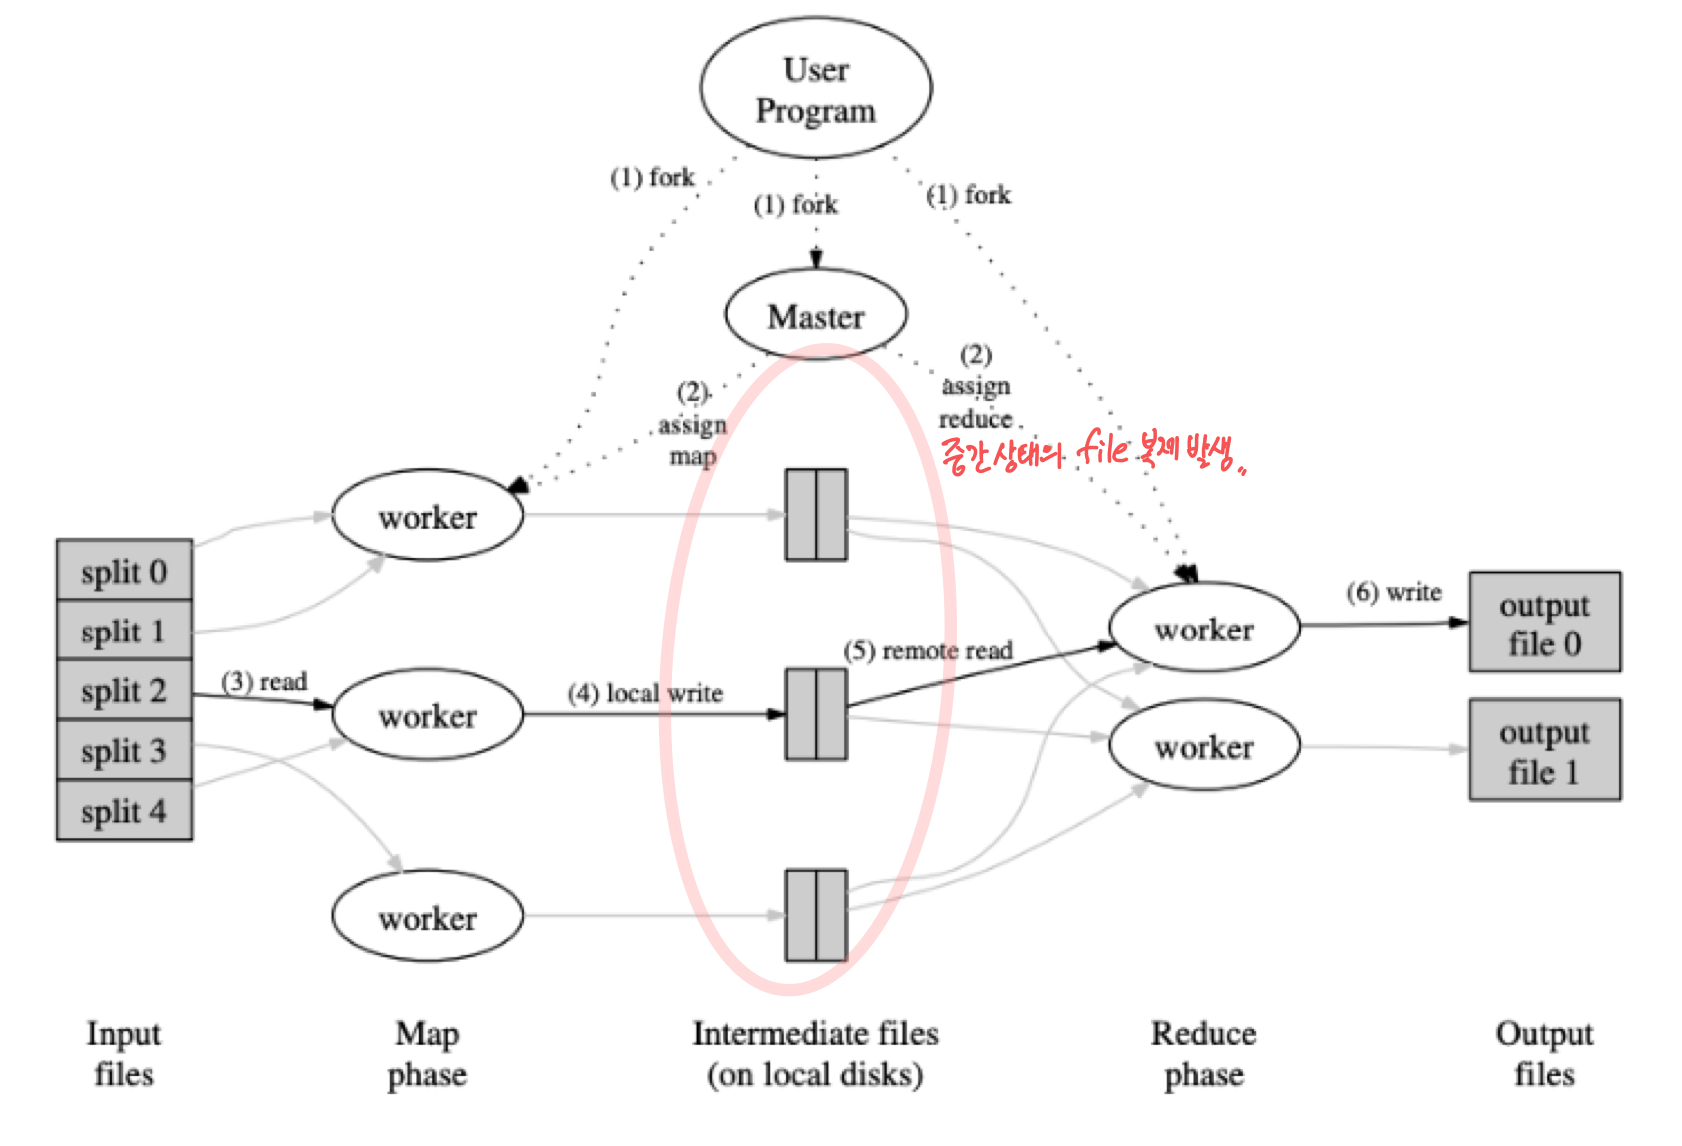 User
Program
(1) fork
(1) fork
(1) fork
Master
(2)
assign
map
(2)
assign
reduce
중간상태의 file 복제 발생..
worker
split 0
split 1
split 2
split 3
split 4
(3) read
worker
(4) local write
worker
(5) remote read
worker
(6) write
output
file 0
worker
output
file 1
Input
files
Map
phase
Intermediate files
(on local disks)
Reduce
phase
Output
files